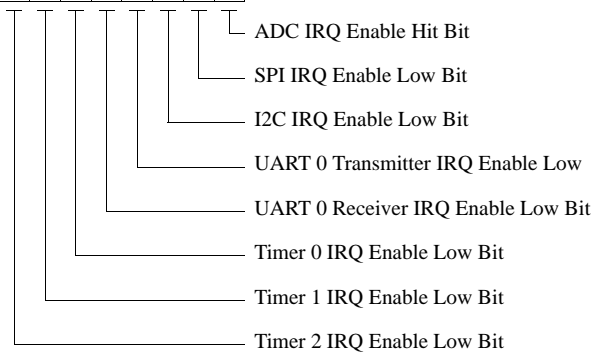 ADC IRQ Enable Hit Bit
SPI IRQ Enable Low Bit
I2C IRQ Enable Low Bit
UART 0 Transmitter IRQ Enable Low
UART 0 Receiver IRQ Enable Low Bit
Timer 0 IRQ Enable Low Bit
Timer 1 IRQ Enable Low Bit
Timer 2 IRQ Enable Low Bit